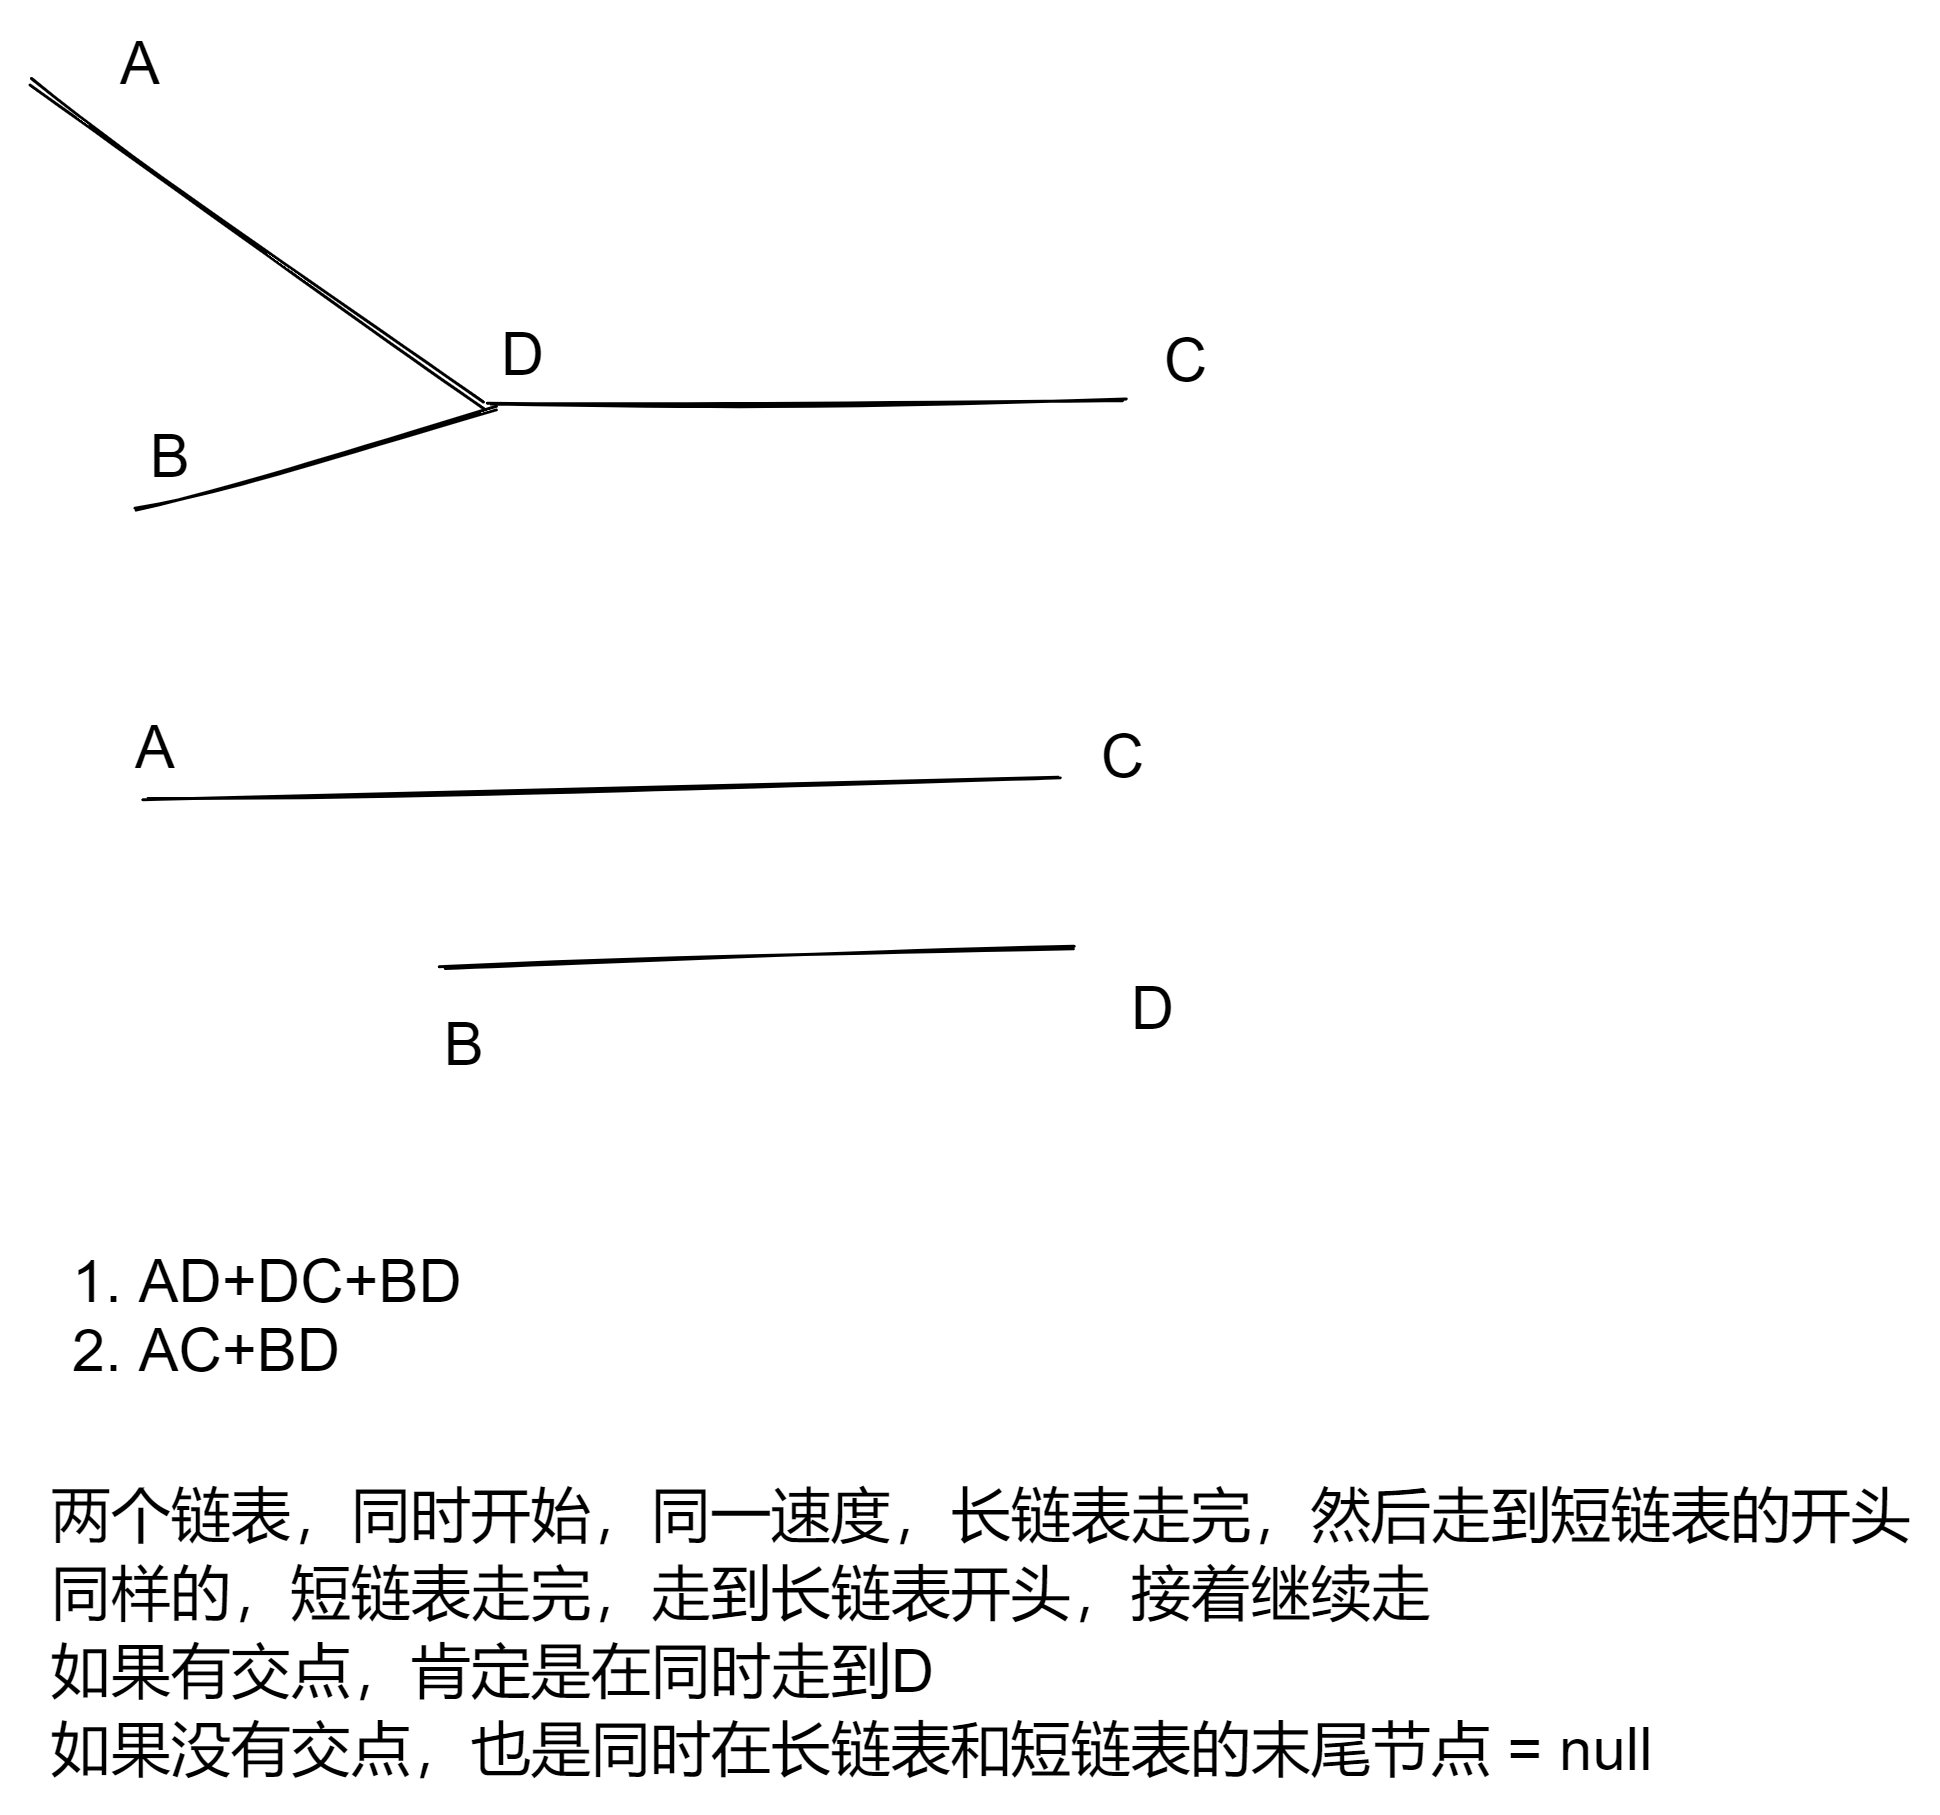 A
D
C
B
A
C
B
D
1. AD+DC+BD
2. AC+BD
两个链表，同时开始，同一速度，长链表走完，然后走到短链表的开头
同样的，短链表走完，走到长链表开头，接着继续走
如果有交点，肯定是在同时走到D
如果没有交点，也是同时在长链表和短链表的末尾节点 = null